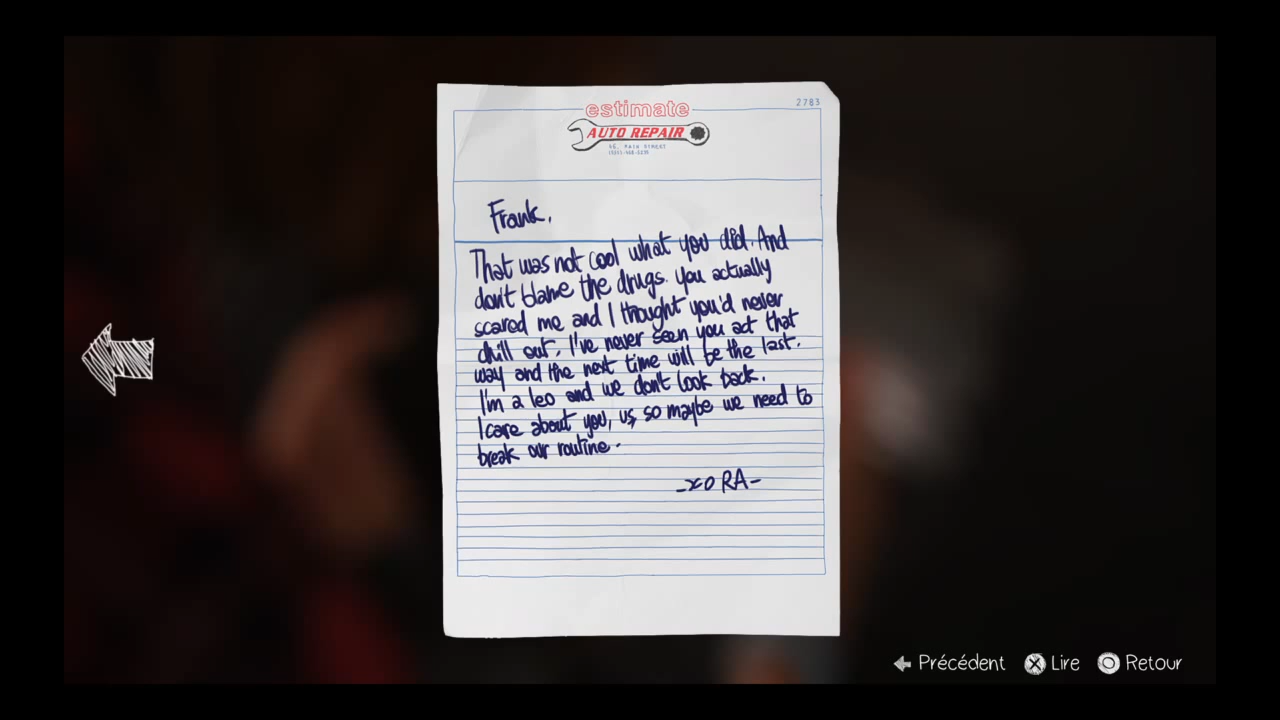 2783
estimate
AUTO REPAIR
Frank,
That was not cool what you did. And
don't blame the drugs. You actually
scared me and I thought you'd never
chill out. I've never seen you act that
way and the next time will be the last.
I'm a leo and we don't look back.
I care about you, us, so maybe we need to
break our routine.
-xo RA-
Précédent
Lire
Retour